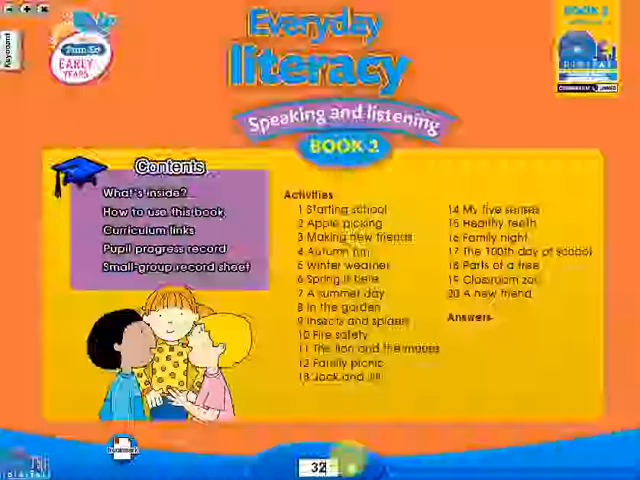 Keyboard
EARLY
YEARS
Everyday
literacy
Speaking and listening
BOOK 2
BOOK 2
DIGITAL
Contents
What's inside?
How to use this book
Curriculum links
Pupil progress record
Small-group record sheet
Activities
1 Starting school
2 Apple picking
3 Making new friends
4 Autumn fun
5 Winter weather
6 Spring is here
7 A summer day
8 In the garden
9 Insects and spiders
10 Fire safety
11 The lion and the mouse
12 Family picnic
13 Jack and Jill
14 My five senses
15 Healthy teeth
16 Family night
17 The 100th day of school
18 Parts of a tree
19 Classroom zoo
20 A new friend
Answers
Bookmark
32
DIGITAL